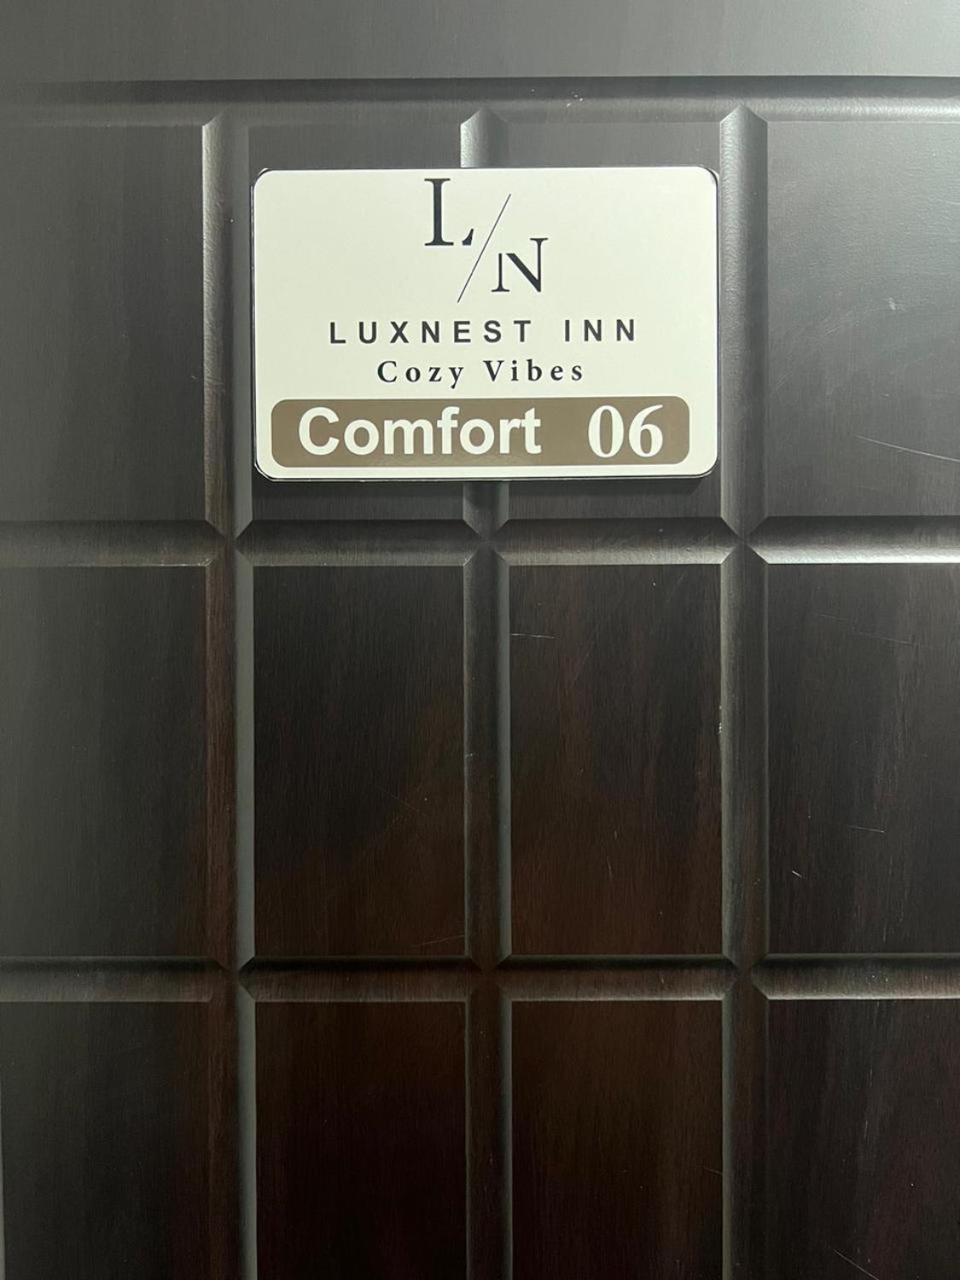 L/N
LUXNEST INN
Cozy Vibes
Comfort 06